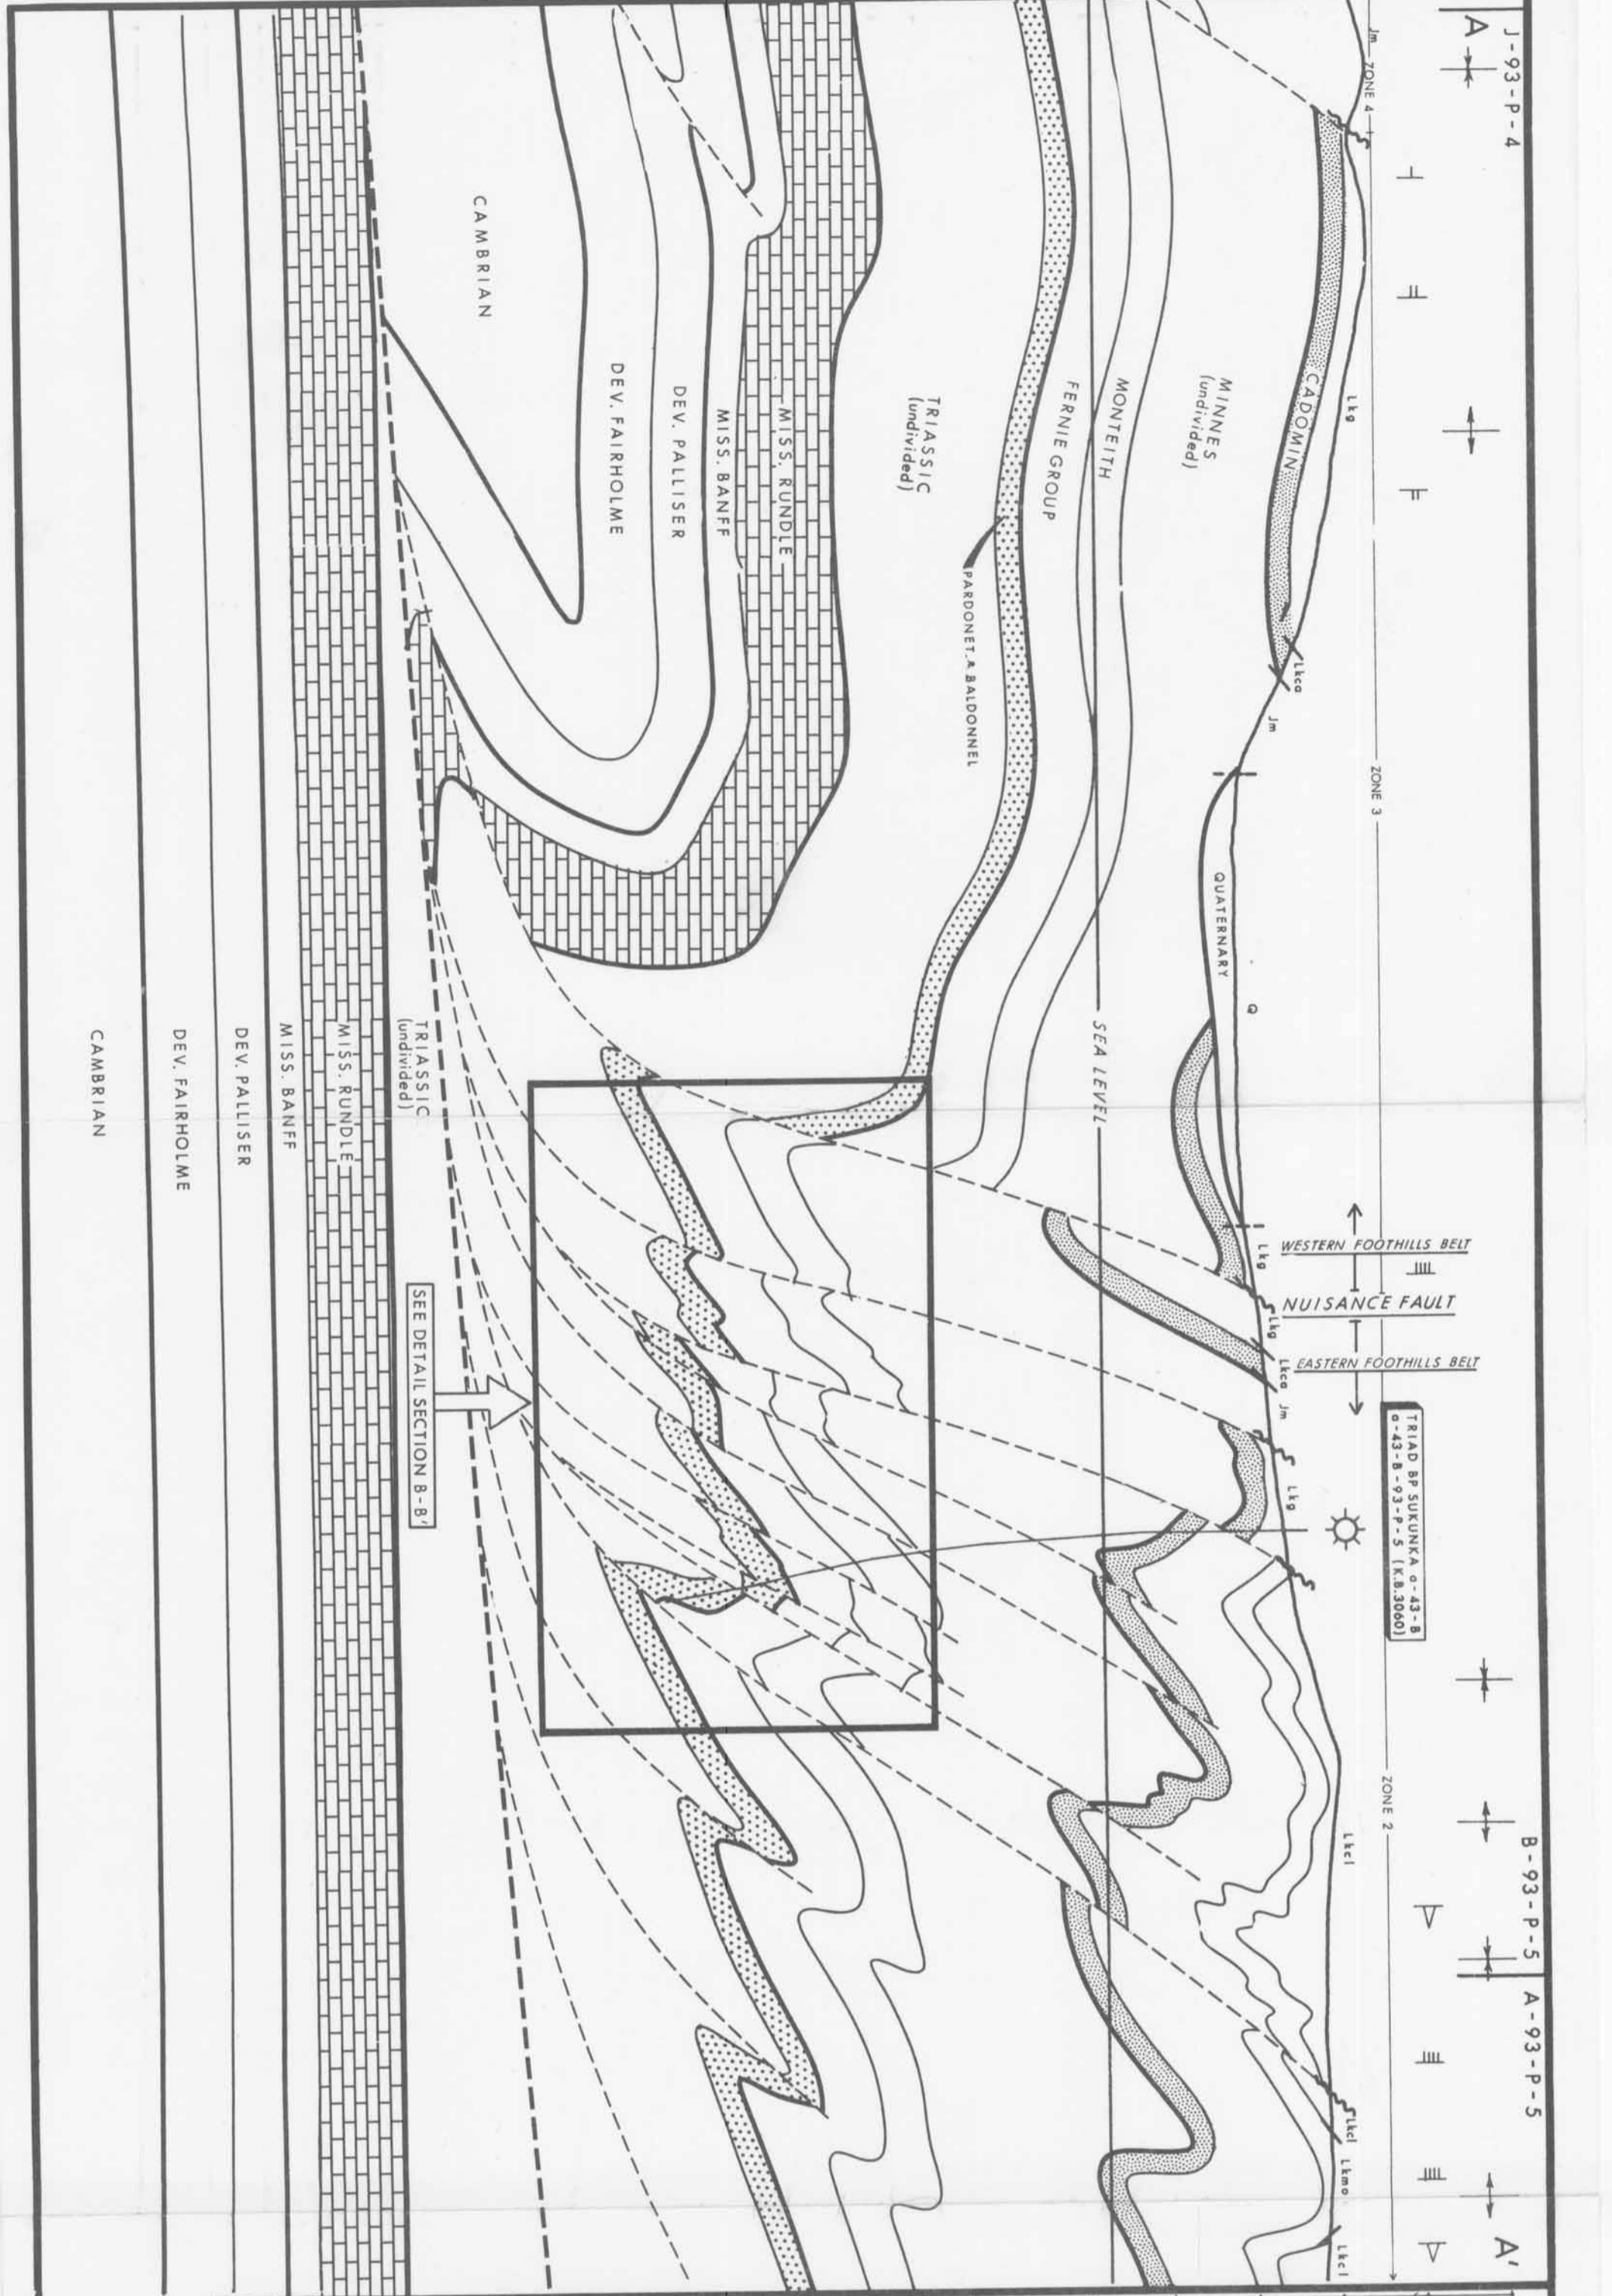 J-93-P-4
B-93-P-5
A-93-P-5
A
A'
ZONE 4
ZONE 3
ZONE 2
WESTERN FOOTHILLS BELT
NUISANCE FAULT
EASTERN FOOTHILLS BELT
TRIAD BP SUKUNKA a-43-B
a-43-B-93-P-5 (K.B.3060)
Jm
Lkg
Lkca
Jm
Q
Lkg
Lkg
Lkca
Jm
Lkg
Lkcl
Lkcl
Lkmo
Lkcl
CADOMIN
QUATERNARY
MINNES
(undivided)
MONTEITH
SEA LEVEL
FERNIE GROUP
PARDONET & BALDONNEL
TRIASSIC
(undivided)
MISS. RUNDLE
MISS. BANFF
DEV. PALLISER
DEV. FAIRHOLME
CAMBRIAN
SEE DETAIL SECTION B-B'
TRIASSIC
(undivided)
MISS. RUNDLE
MISS. BANFF
DEV. PALLISER
DEV. FAIRHOLME
CAMBRIAN